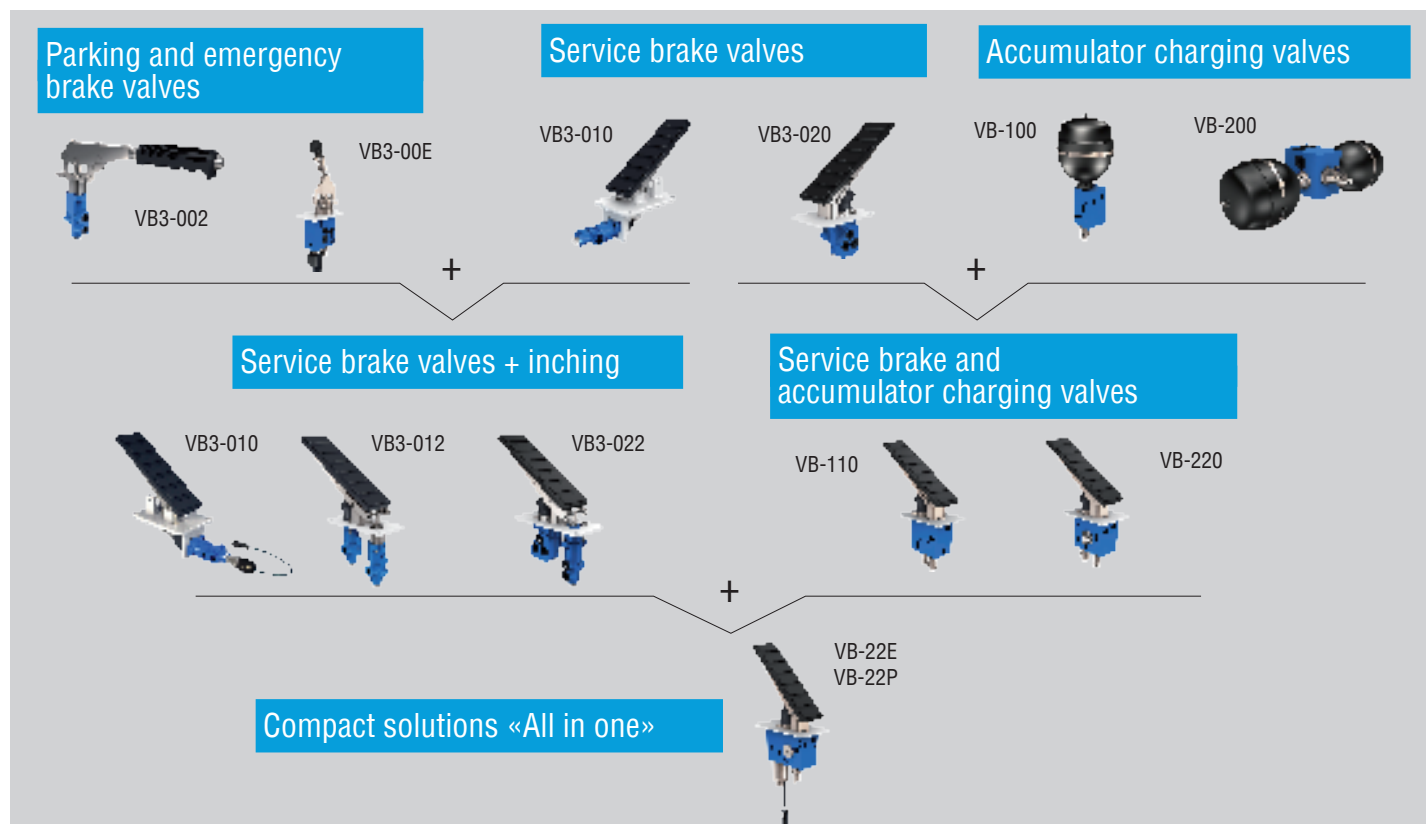 Parking and emergency
brake valves
Service brake valves
Accumulator charging valves
VB3-002
VB3-00E
VB3-010
VB3-020
VB-100
VB-200
+
+
Service brake valves + inching
Service brake and
accumulator charging valves
VB3-010
VB3-012
VB3-022
VB-110
VB-220
+
VB-22E
VB-22P
Compact solutions «All in one»